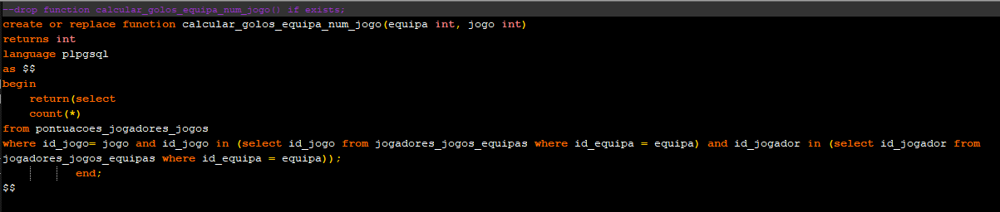 --drop function calcular_golos_equipa_num_jogo() if exists;
create or replace function calcular_golos_equipa_num_jogo(equipa int, jogo int)
returns int
language plpgsql
as $$
begin
return(select
count(*)
from pontuacoes_jogadores_jogos
where id_jogo= jogo and id_jogo in (select id_jogo from jogadores_jogos_equipas where id_equipa = equipa) and id_jogador in (select id_jogador from
jogadores_jogos_equipas where id_equipa = equipa));
end;
$$